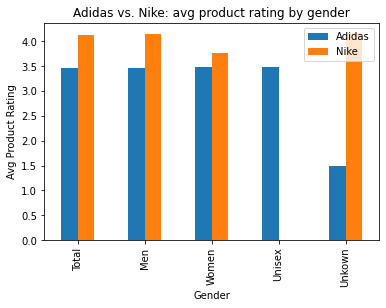 Adidas vs. Nike: avg product rating by gender
Adidas
Nike
4.0
3.5
3.0
2.5
2.0
1.5
1.0
0.5
0.0
Avg Product Rating
Total
Men
Women
Unisex
Unkown
Gender